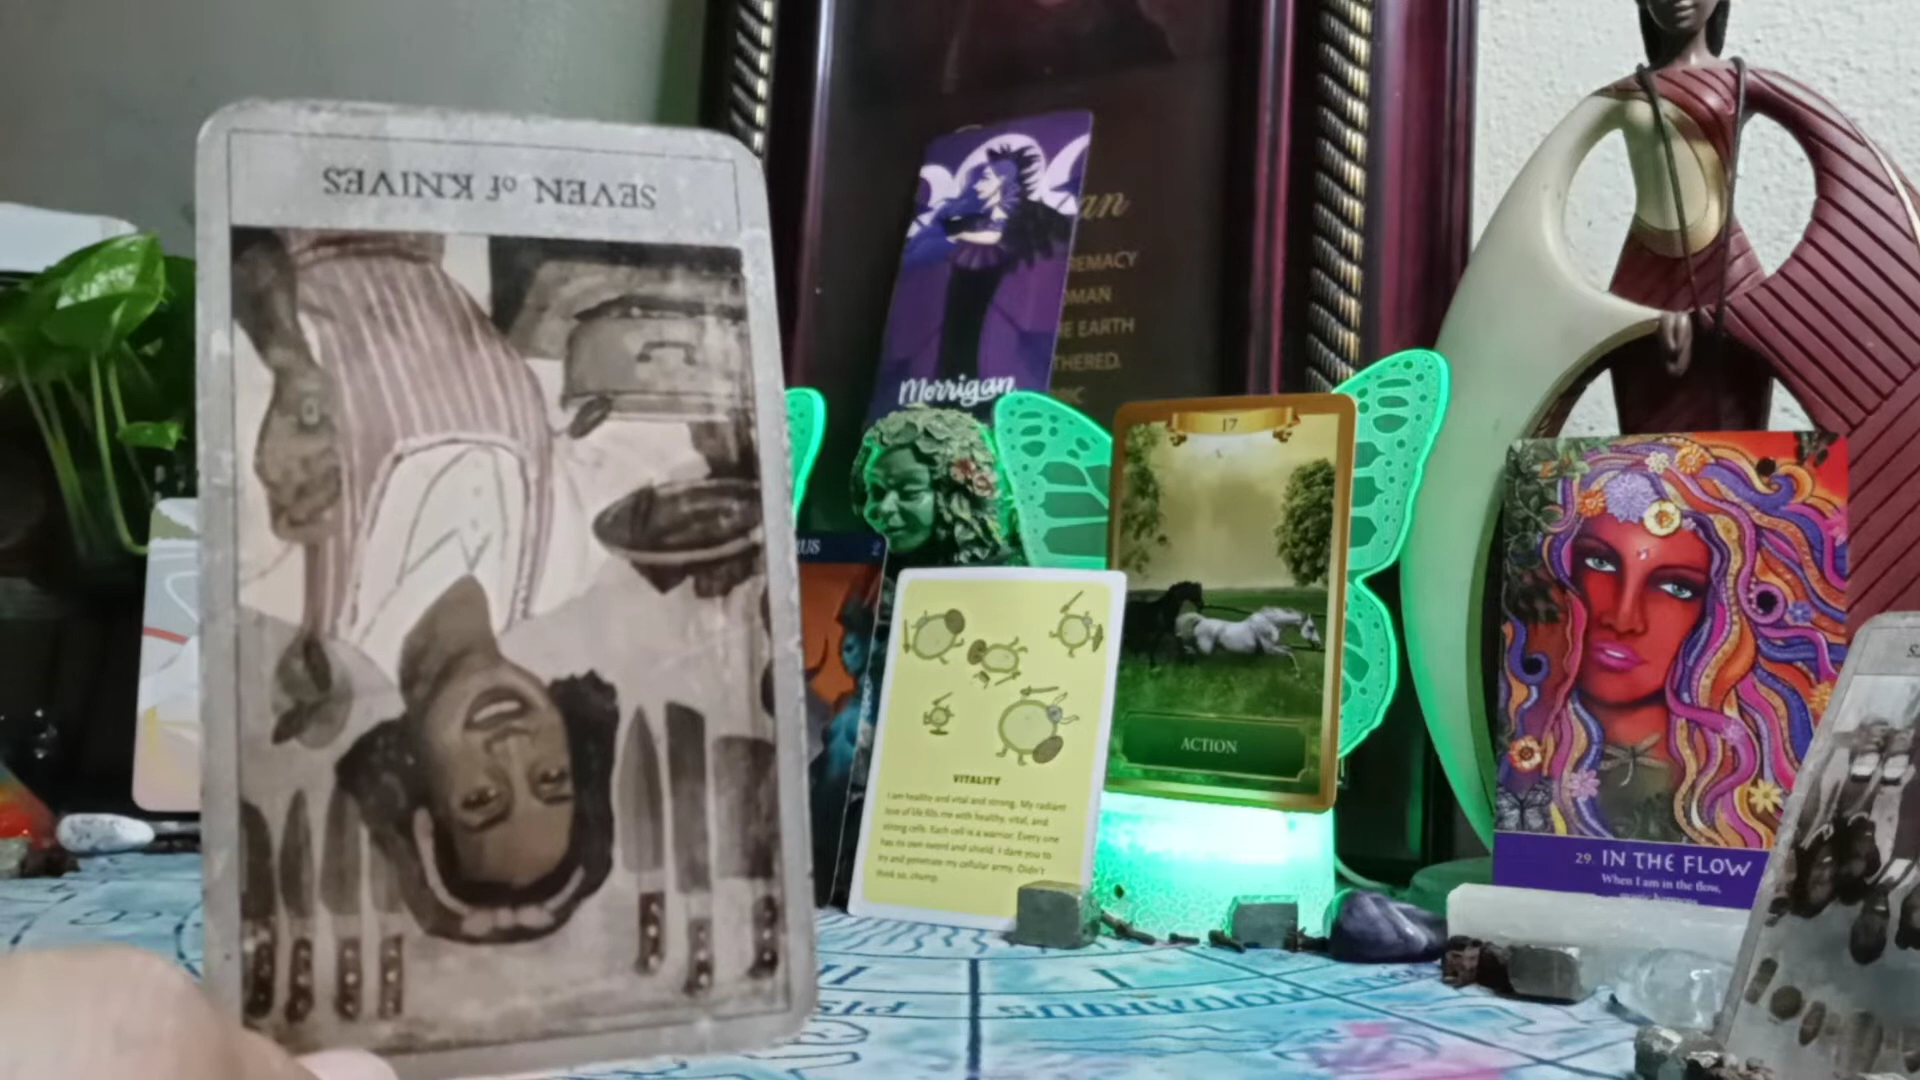 SEVEN of KNIVES
Morrigan
an
REMACY
OMAN
E EARTH
THERED.
17
ACTION
VITALITY
I am healthy and vital and strong. My radiant
love of life fills me with healthy, vital, and
strong cells. Each cell is a warrior. Every one
has its own sword and shield. I dare you to
try and penetrate my cellular army. Didn't
think so, chump.
29. IN THE FLOW
When I am in the flow,
AQUARIUS